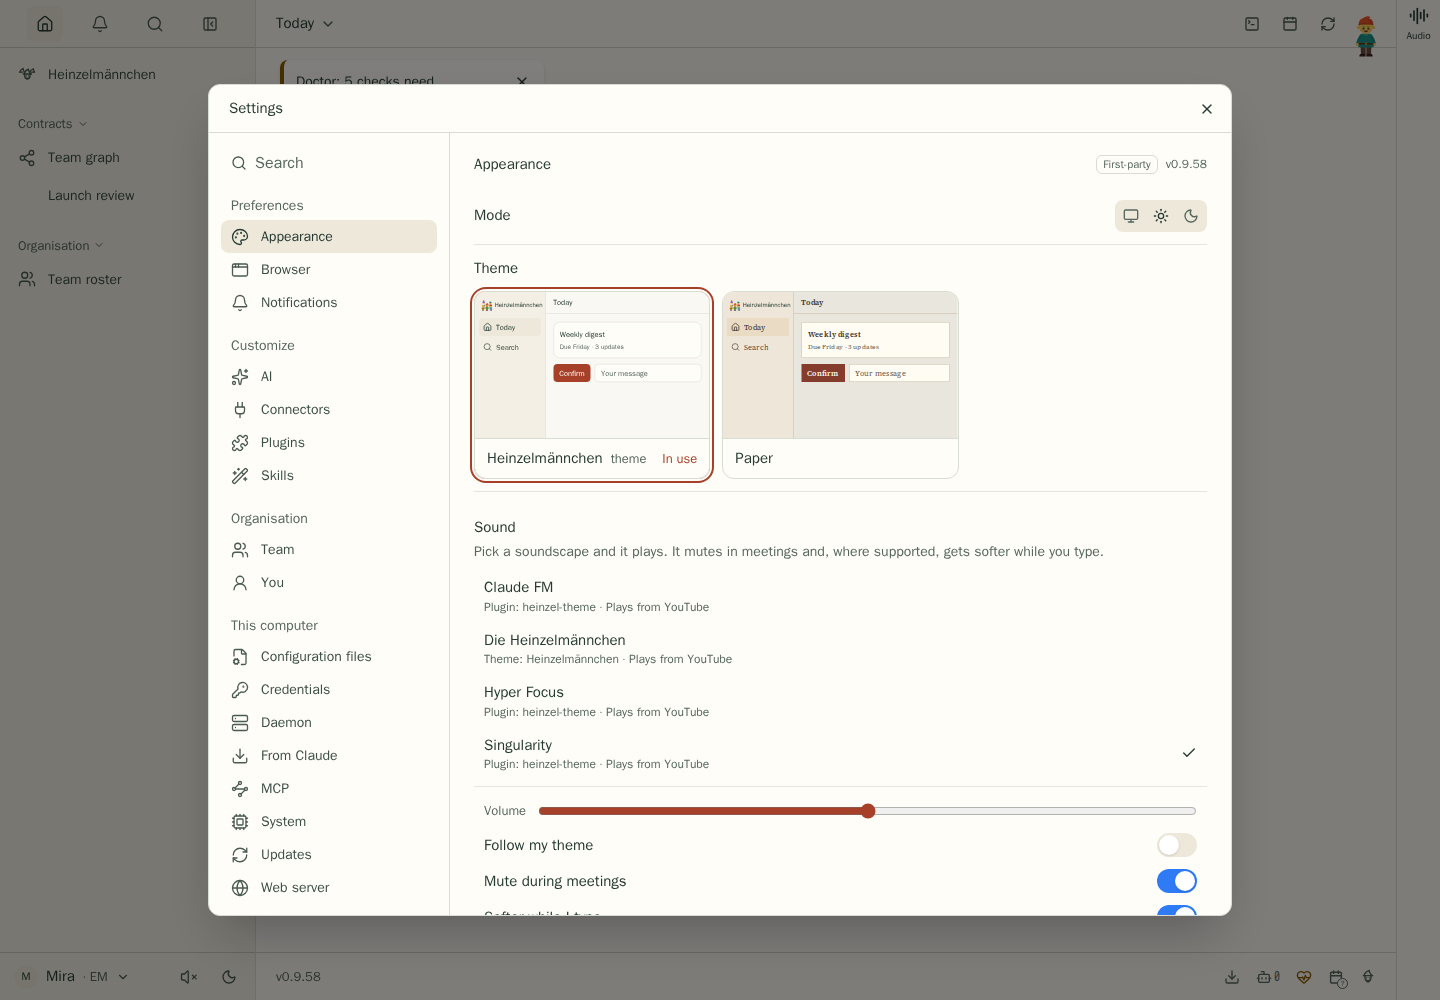 Today
Audio
Heinzelmännchen
Doctor: 5 checks need
Contracts
Team graph
Launch review
Organisation
Team roster
Settings
Search
Preferences
Appearance
Browser
Notifications
Customize
AI
Connectors
Plugins
Skills
Organisation
Team
You
This computer
Configuration files
Credentials
Daemon
From Claude
MCP
System
Updates
Web server
Appearance
First-party v0.9.58
Mode
Theme
Heinzelmännchen
Today
Today
Search
Weekly digest
Due Friday · 3 updates
Confirm
Your message
Heinzelmännchen theme In use
Heinzelmännchen
Today
Today
Search
Weekly digest
Due Friday · 3 updates
Confirm
Your message
Paper
Sound
Pick a soundscape and it plays. It mutes in meetings and, where supported, gets softer while you type.
Claude FM
Plugin: heinzel-theme · Plays from YouTube
Die Heinzelmännchen
Theme: Heinzelmännchen · Plays from YouTube
Hyper Focus
Plugin: heinzel-theme · Plays from YouTube
Singularity
Plugin: heinzel-theme · Plays from YouTube
Volume
Follow my theme
Mute during meetings
Softer while I type
M Mira · EM
v0.9.58
0